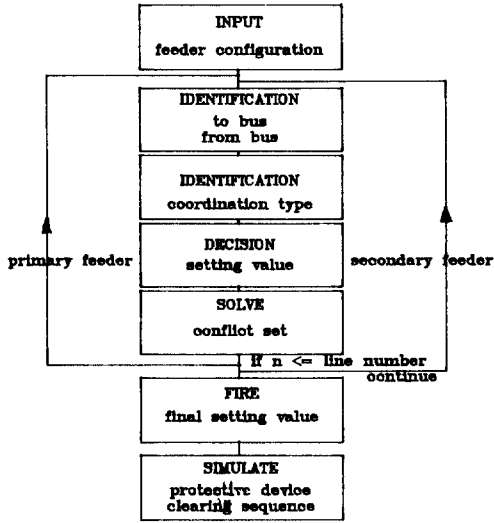 INPUT
feeder configuration
IDENTIFICATION
to bus
from bus
IDENTIFICATION
coordination type
DECISION
setting value
primary feeder
secondary feeder
SOLVE
conflict set
if n <= line number
continue
FIRE
final setting value
SIMULATE
protective device
clearing sequence